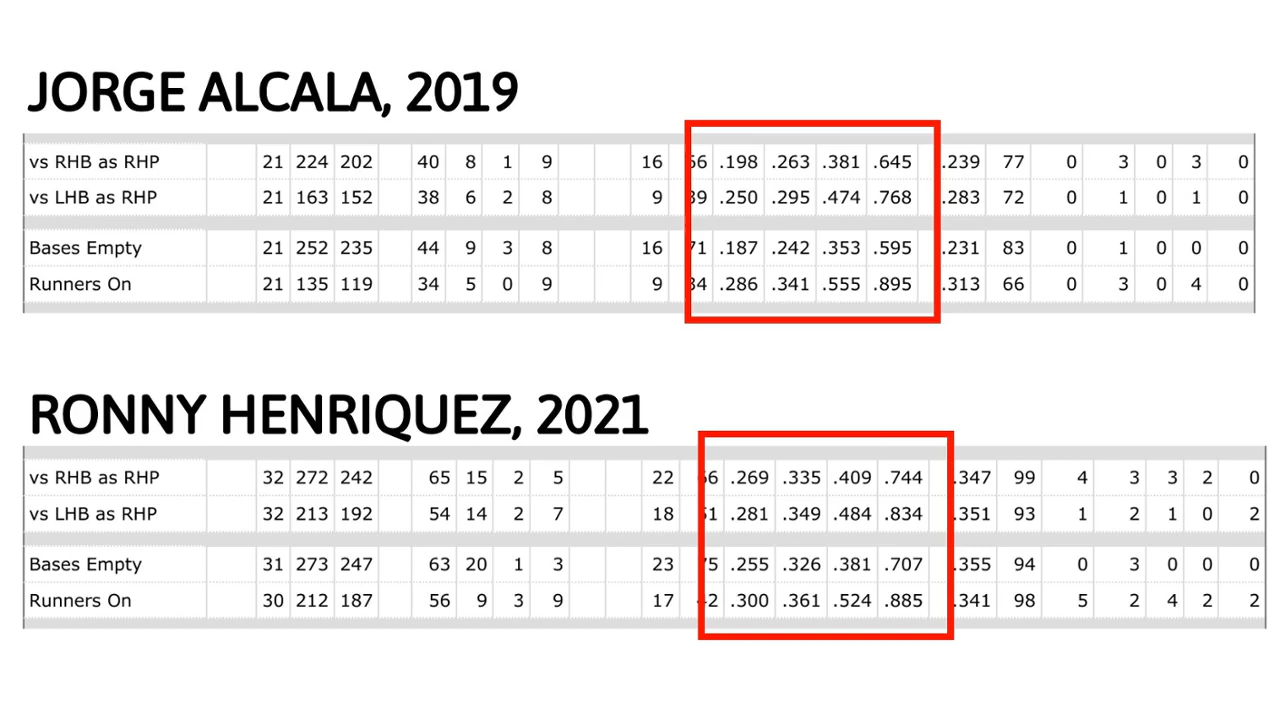 JORGE ALCALA, 2019
vs RHB as RHP 21 224 202 40 8 1 9 16 .198 .263 .381 .645 .239 77 0 3 0 3 0
vs LHB as RHP 21 163 152 38 6 2 8 9 .250 .295 .474 .768 .283 72 0 1 0 1 0
Bases Empty 21 252 235 44 9 3 8 16 71 .187 .242 .353 .595 .231 83 0 1 0 0 0
Runners On 21 135 119 34 5 0 9 9 .286 .341 .555 .895 .313 66 0 3 0 4 0
RONNY HENRIQUEZ, 2021
vs RHB as RHP 32 272 242 65 15 2 5 22 .269 .335 .409 .744 .347 99 4 3 3 2 0
vs LHB as RHP 32 213 192 54 14 2 7 18 .281 .349 .484 .834 .351 93 1 2 1 0 2
Bases Empty 31 273 247 63 20 1 3 23 75 .255 .326 .381 .707 .355 94 0 3 0 0 0
Runners On 30 212 187 56 9 3 9 17 42 .300 .361 .524 .885 .341 98 5 2 4 2 2